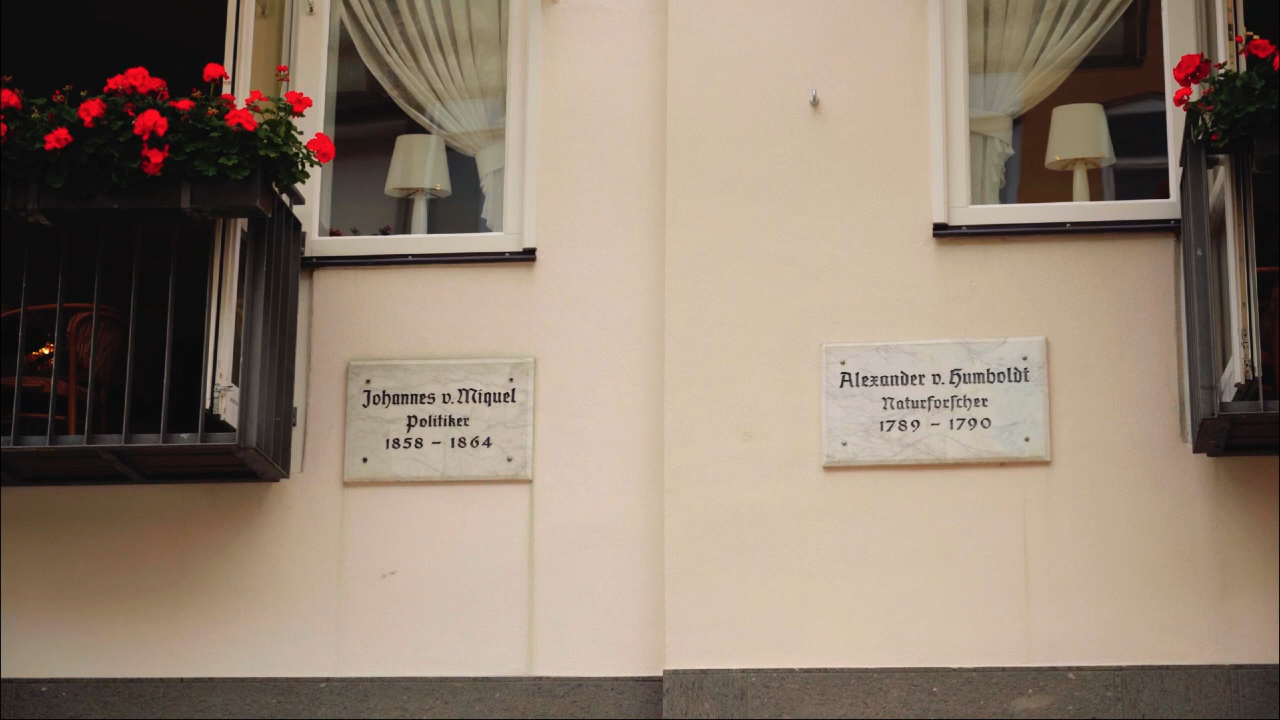 Johannes v. Miquel
Politiker
1858 – 1864
Alexander v. Humboldt
Naturforſcher
1789 – 1790